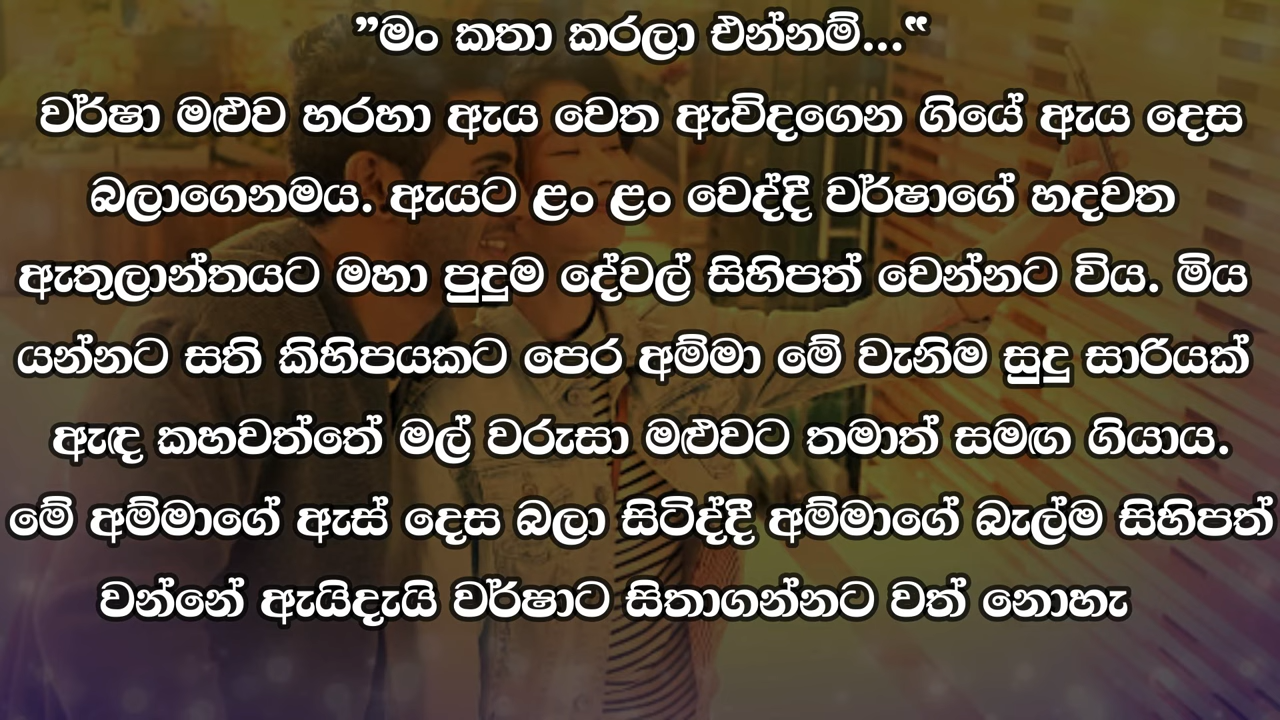 ”මං කතා කරලා එන්නම්...“
වර්ෂා මළුව හරහා ඇය වෙත ඇවිදගෙන ගියේ ඇය දෙස
බලාගෙනමය. ඇයට ළං ළං වෙද්දී වර්ෂාගේ හදවත
ඇතුලාන්තයට මහා පුදුම දේවල් සිහිපත් වෙන්නට විය. මිය
යන්නට සති කිහිපයකට පෙර අම්මා මේ වැනිම සුදු සාරියක්
ඇඳ කහවත්තේ මල් වරුසා මළුවට තමාත් සමඟ ගියාය.
මේ අම්මාගේ ඇස් දෙස බලා සිටිද්දී අම්මාගේ බැල්ම සිහිපත්
වන්නේ ඇයිදැයි වර්ෂාට සිතාගන්නට වත් නොහැ